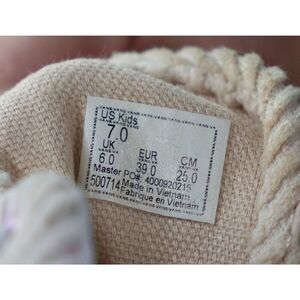 US Kids
7.0
UK EUR CM
6.0 39.0 25.0
Master PO#: 4000920215
500714 Made in Vietnam
Fabrique en Vietnam